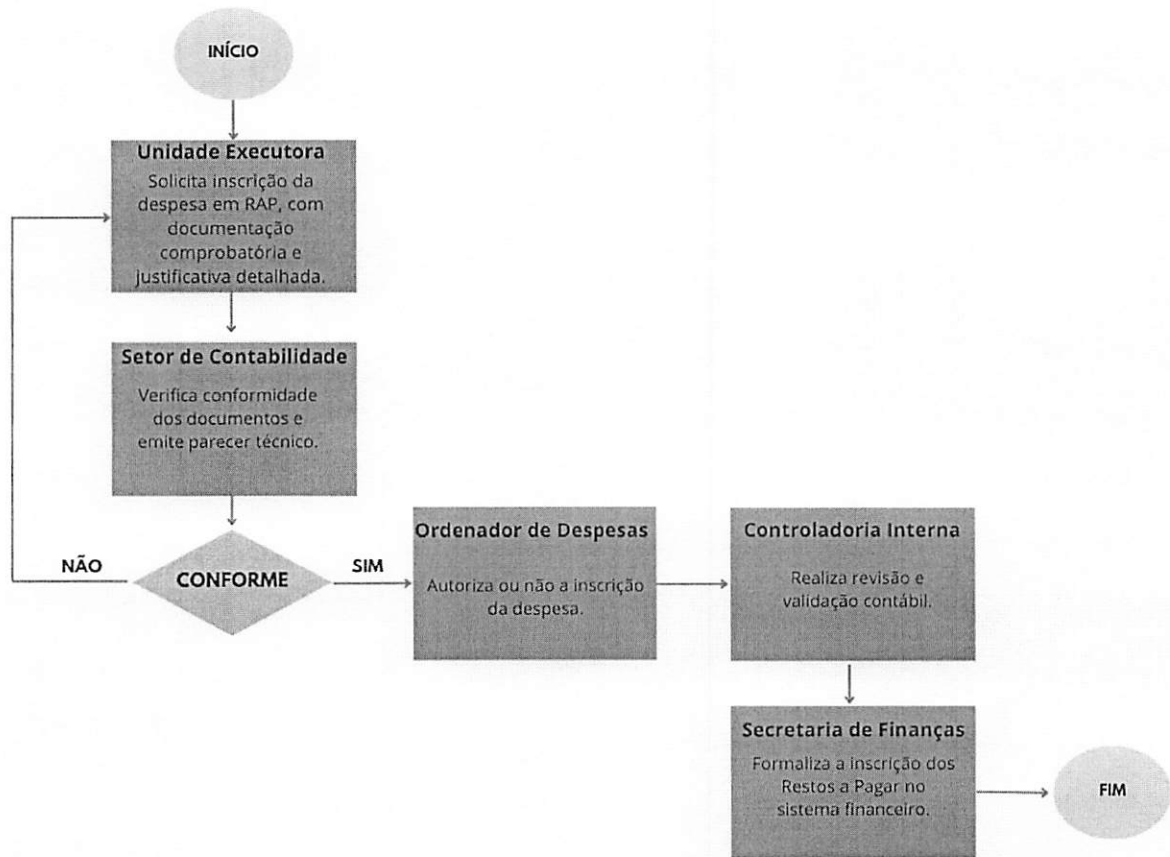 INÍCIO
Unidade Executora
Solicita inscrição da
despesa em RAP, com
documentação
comprobatória e
justificativa detalhada.
Setor de Contabilidade
Verifica conformidade
dos documentos e
emite parecer técnico.
NÃO
CONFORME
SIM
Ordenador de Despesas
Autoriza ou não a inscrição
da despesa.
Controladoria Interna
Realiza revisão e
validação contábil.
Secretaria de Finanças
Formaliza a inscrição dos
Restos a Pagar no
sistema financeiro.
FIM